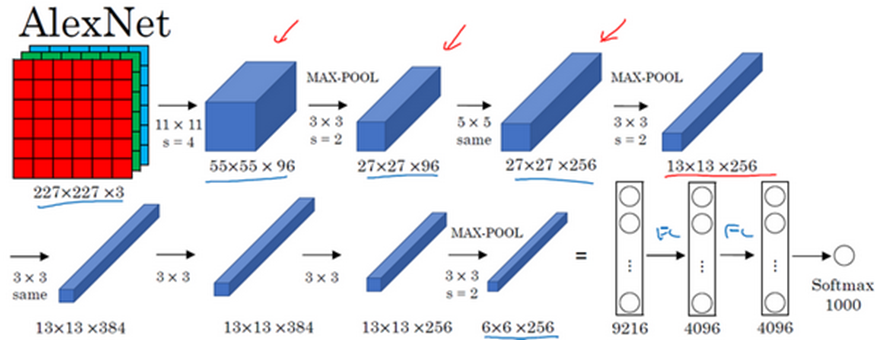 AlexNet
227×227 ×3
11 × 11
s = 4
55×55 × 96
MAX-POOL
3 × 3
s = 2
27×27 ×96
5 × 5
same
27×27 ×256
MAX-POOL
3 × 3
s = 2
13×13 ×256
3 × 3
same
13×13 ×384
3 × 3
13×13 ×384
3 × 3
13×13 ×256
MAX-POOL
3 × 3
s = 2
6×6 ×256
=
9216
FC
4096
FC
4096
Softmax
1000